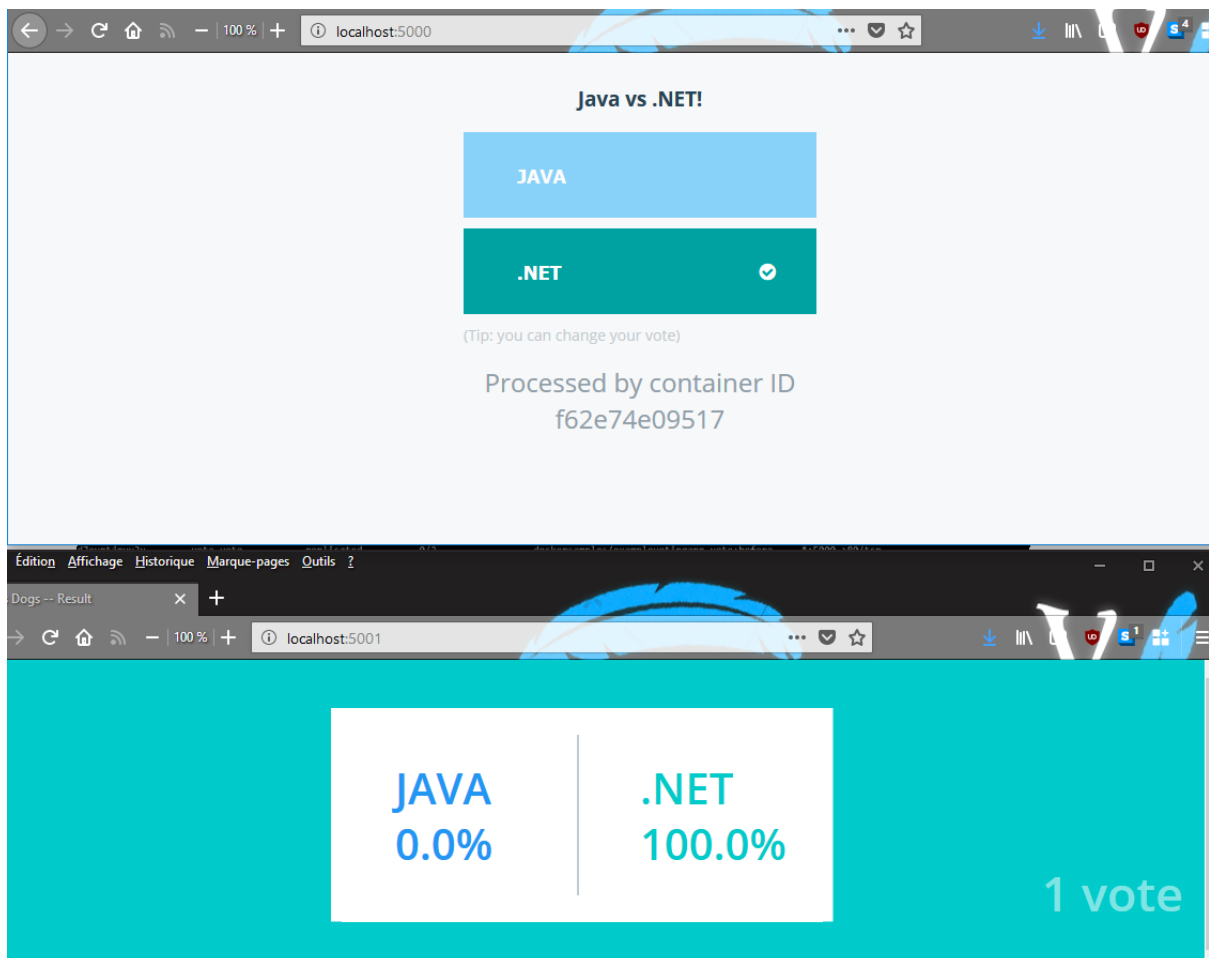 100 %
localhost:5000
4
Java vs .NET!
JAVA
.NET
(Tip: you can change your vote)
Processed by container ID
f62e74e09517
Édition Affichage Historique Marque-pages Outils ?
Dogs -- Result
100 %
localhost:5001
1
JAVA
0.0%
.NET
100.0%
1 vote